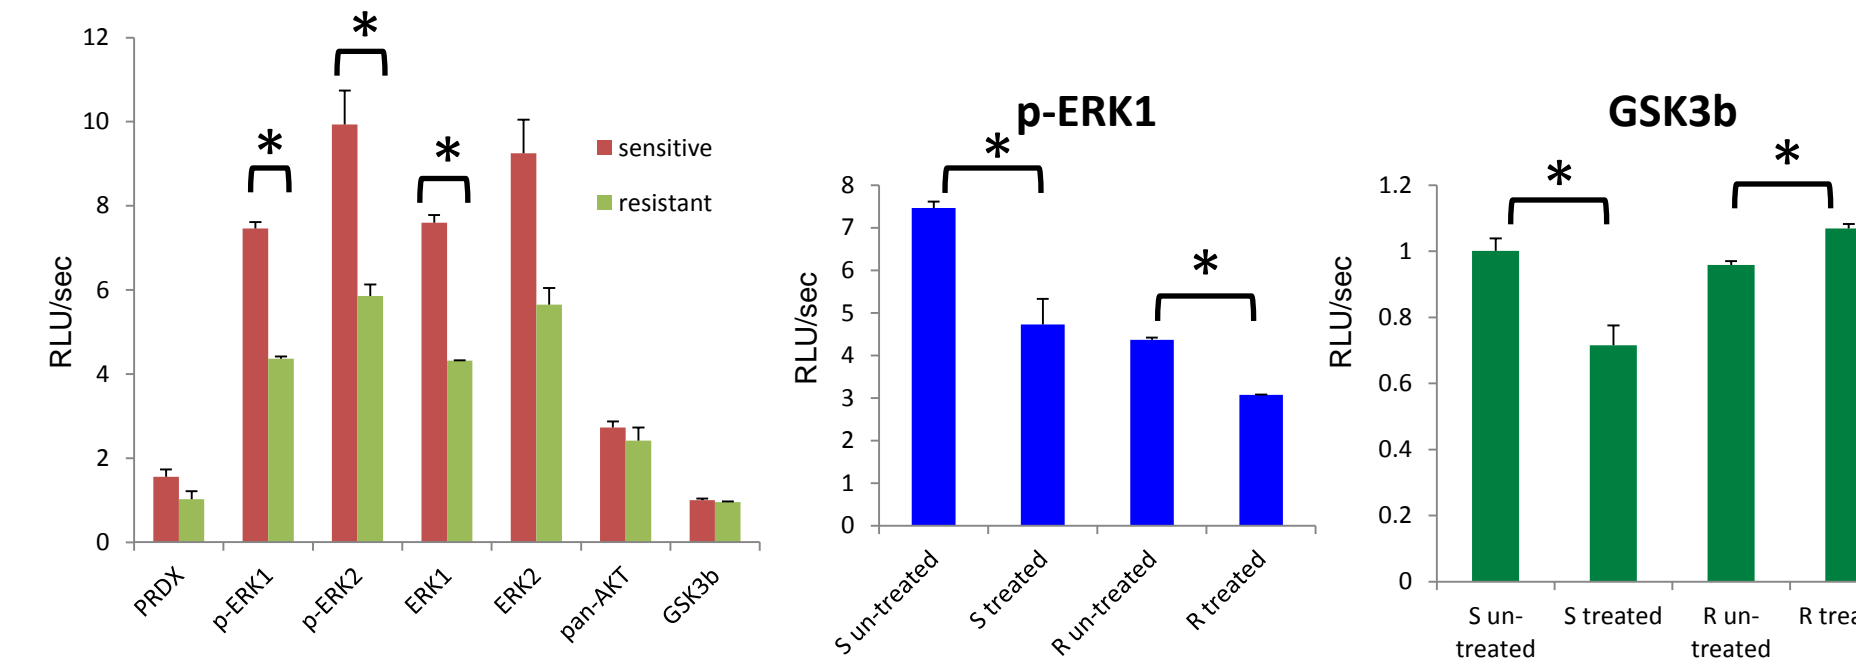 *
12
10
8
6
4
2
0
RLU/sec
*
*
sensitive
resistant
PRDX
p-ERK1
p-ERK2
ERK1
ERK2
pan-AKT
GSK3b
p-ERK1
*
*
8
7
6
5
4
3
2
1
0
RLU/sec
S un-treated
S treated
R un-treated
R treated
GSK3b
*
*
1.2
1
0.8
0.6
0.4
0.2
0
RLU/sec
S un-
treated
S treated
R un-
treated
R trea